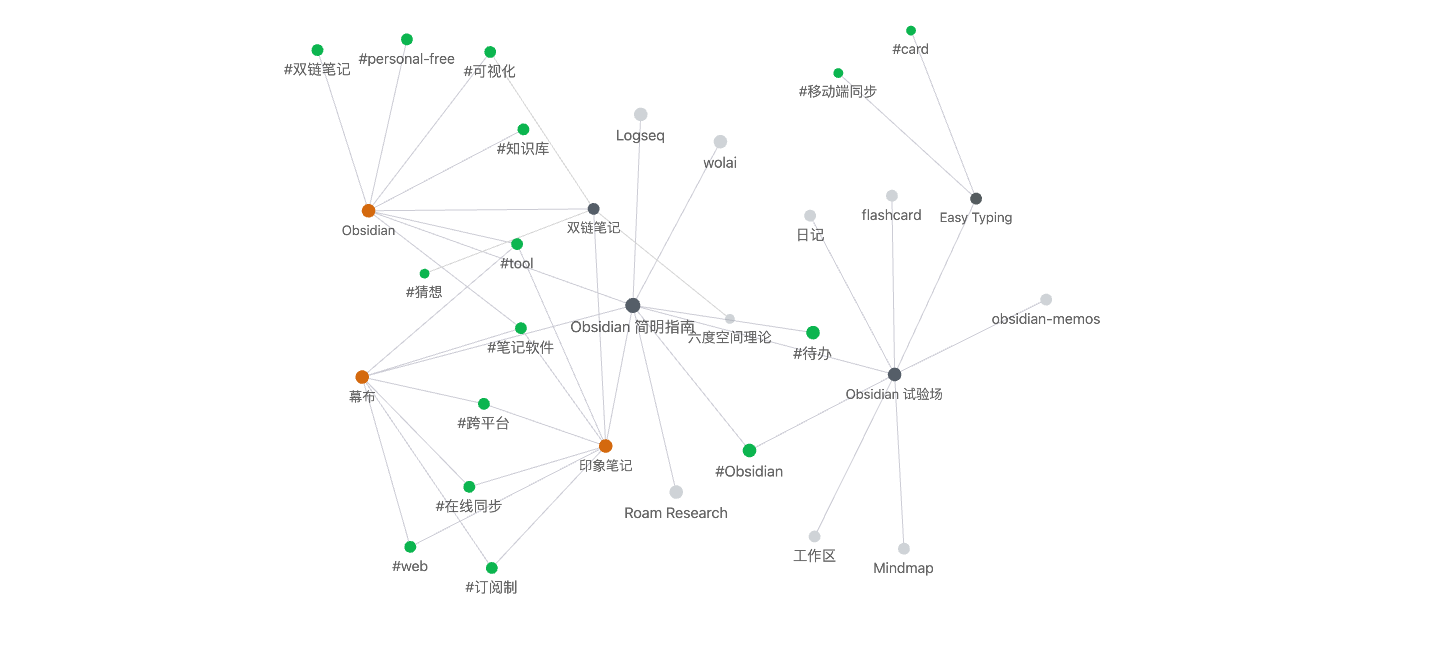 #card
#personal-free
#双链笔记
#可视化
#移动端同步
Logseq
#知识库
wolai
flashcard
Easy Typing
双链笔记
Obsidian
日记
#tool
#猜想
obsidian-memos
Obsidian 简明指南
六度空间理论
#笔记软件
#待办
幕布
Obsidian 试验场
#跨平台
印象笔记
#Obsidian
#在线同步
Roam Research
工作区
#web
Mindmap
#订阅制